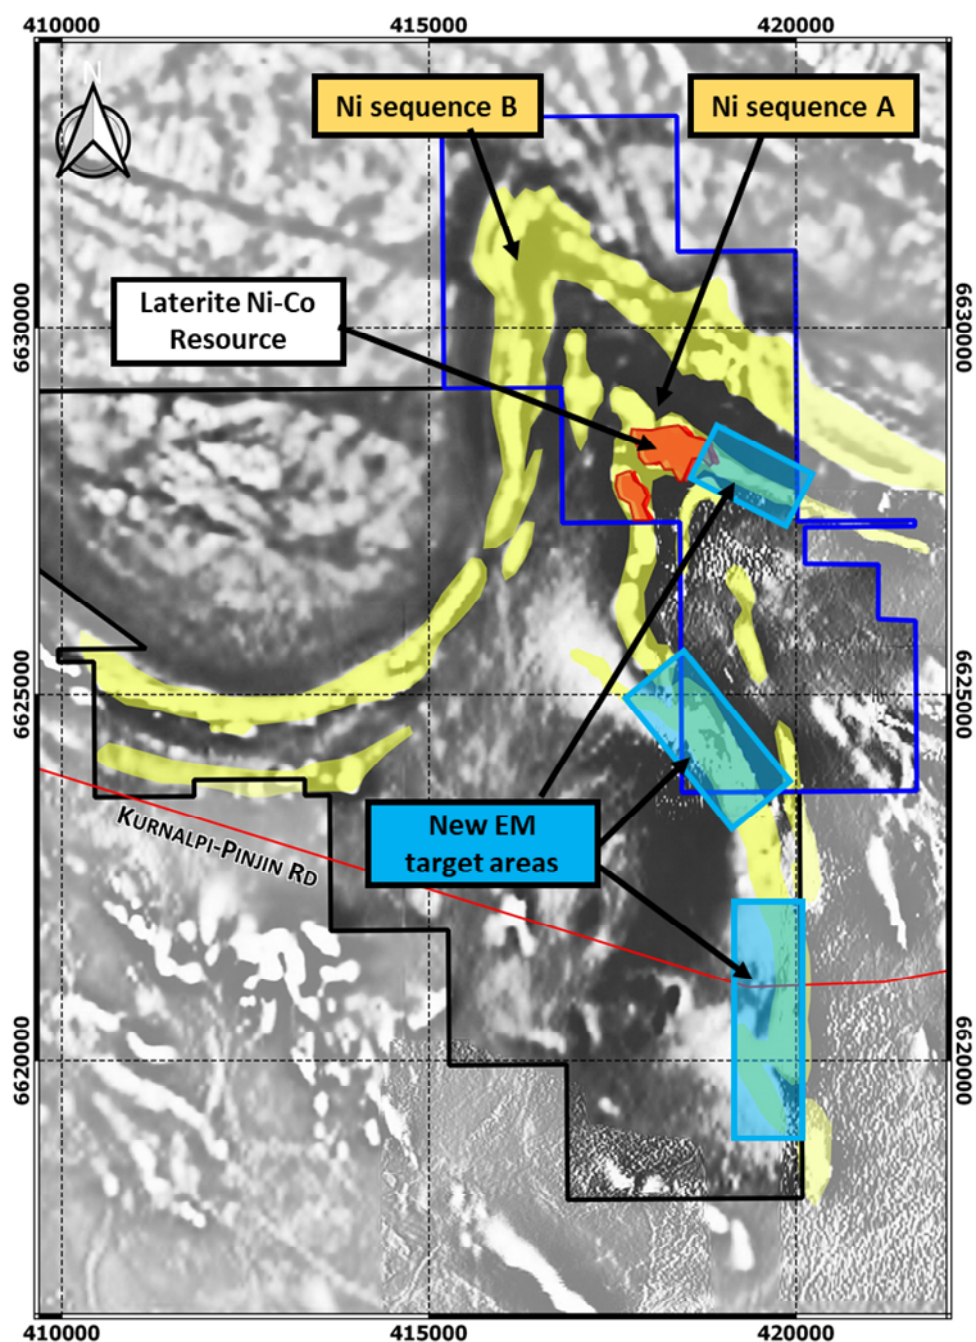 410000
415000
420000
N
Ni sequence B
Ni sequence A
Laterite Ni-Co
Resource
6630000
6630000
6625000
6625000
New EM
target areas
KURNALPI-PINJIN RD
6620000
6620000
410000
415000
420000